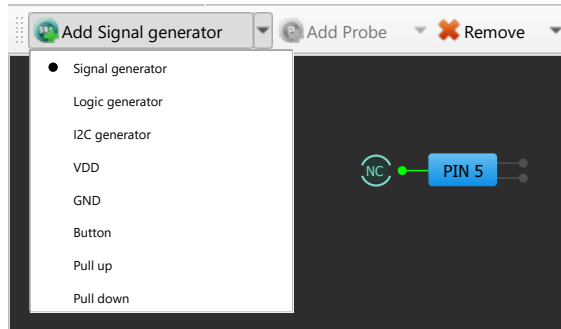 Add Signal generator
Add Probe
Remove
Signal generator
Logic generator
I2C generator
VDD
GND
Button
Pull up
Pull down
NC
PIN 5